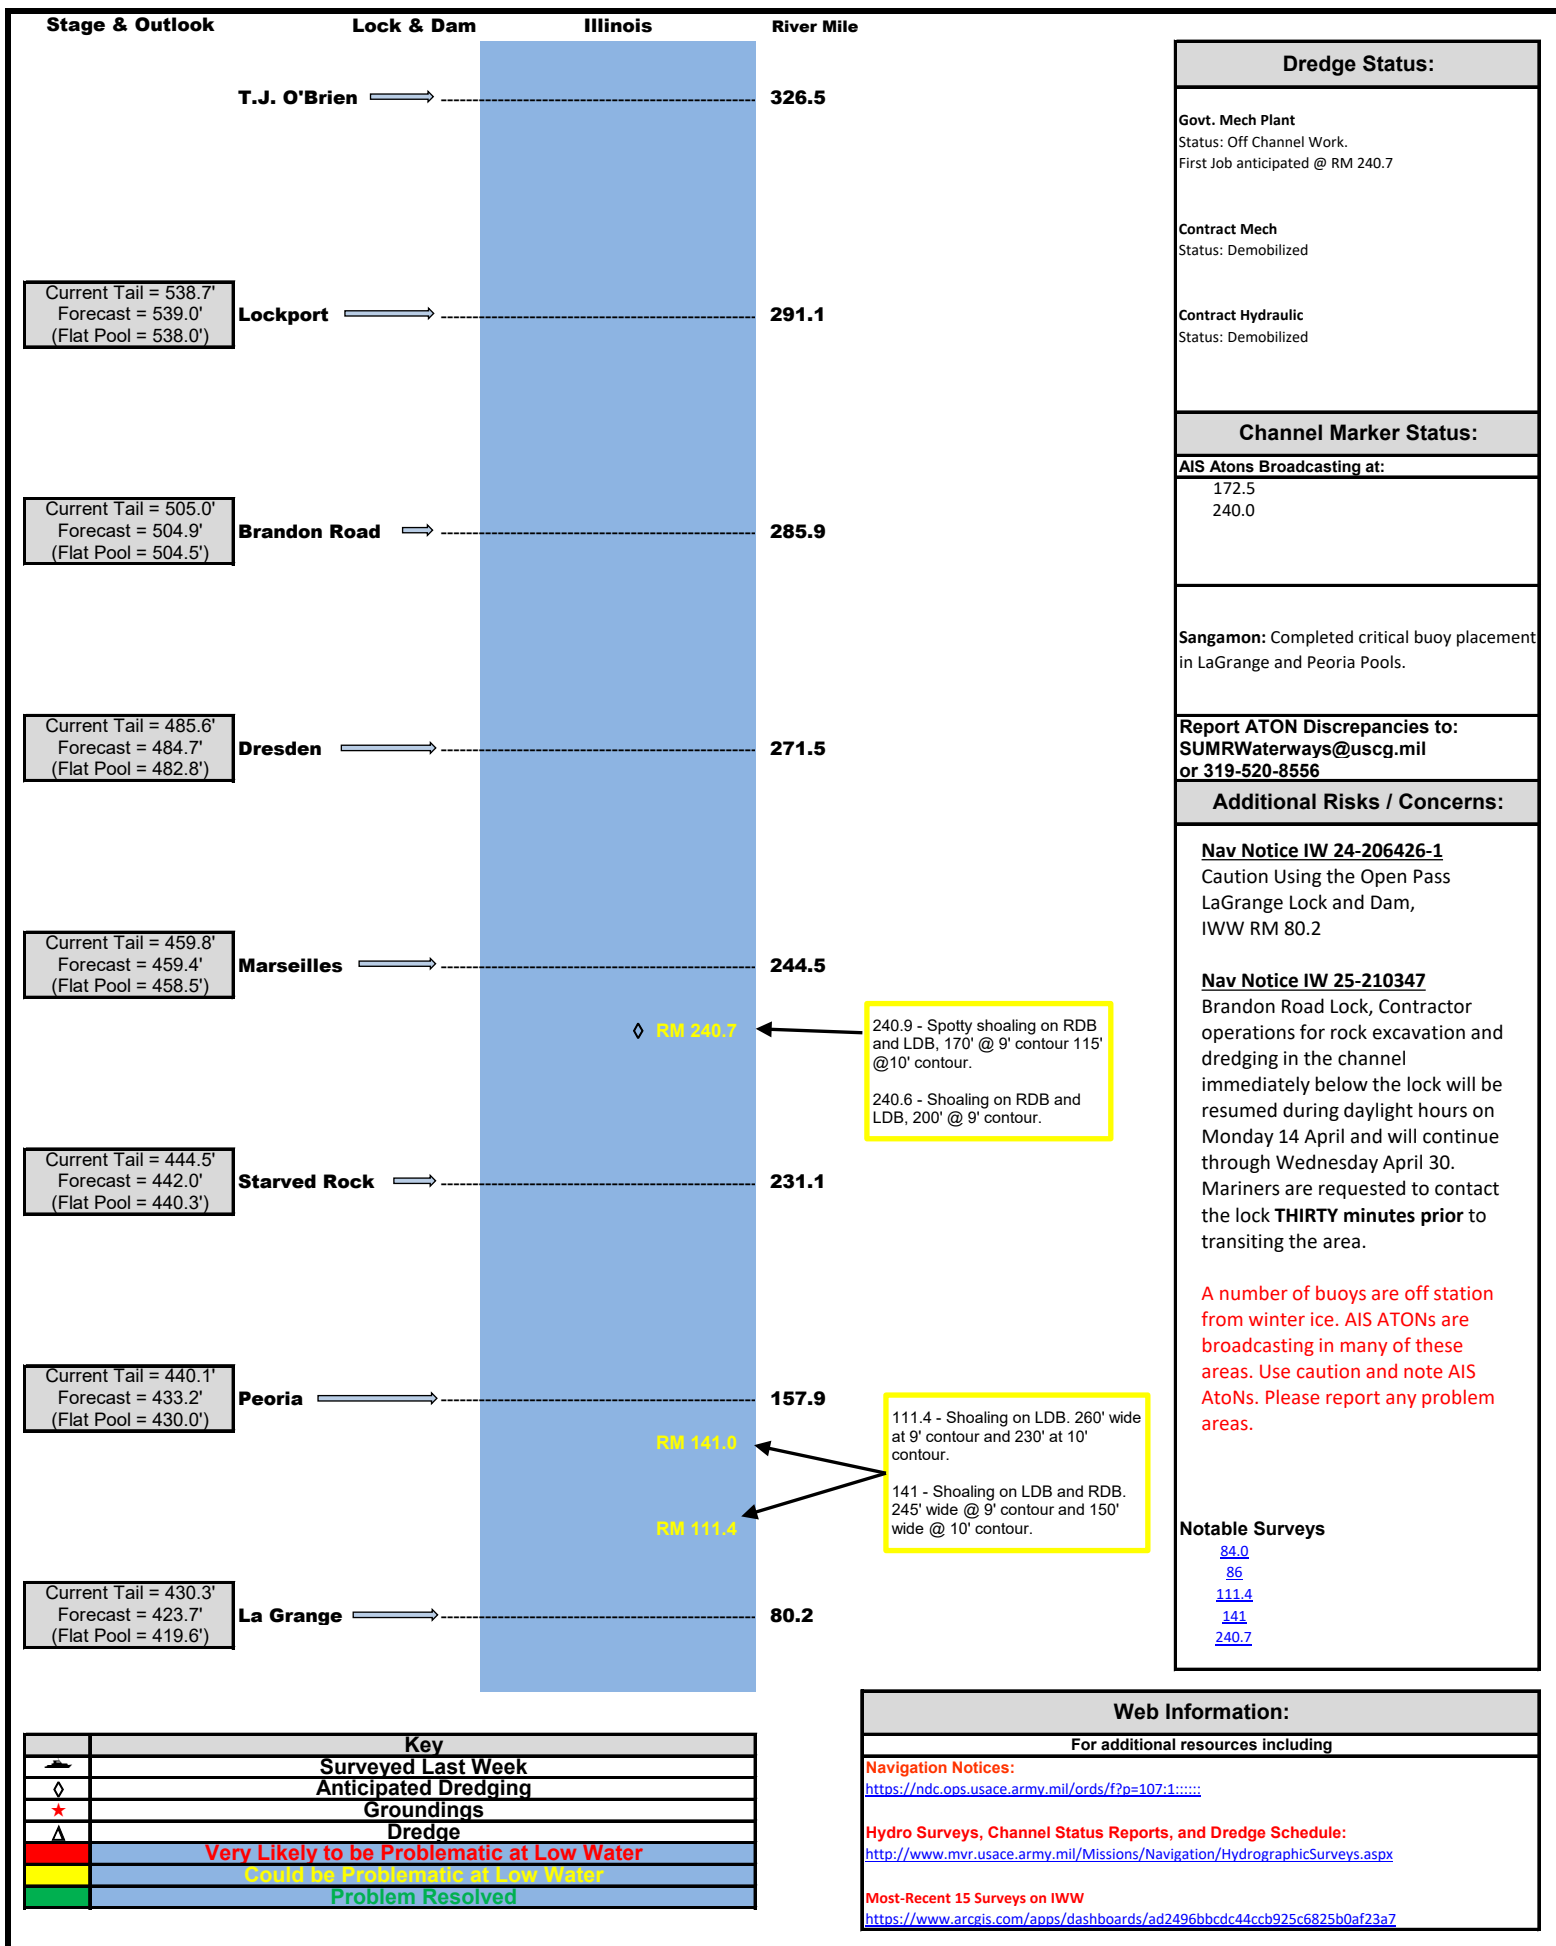 Stage & Outlook Lock & Dam Illinois River Mile
T.J. O'Brien 326.5
Current Tail = 538.7'
Forecast = 539.0'
(Flat Pool = 538.0')
Lockport 291.1
Current Tail = 505.0'
Forecast = 504.9'
(Flat Pool = 504.5')
Brandon Road 285.9
Current Tail = 485.6'
Forecast = 484.7'
(Flat Pool = 482.8')
Dresden 271.5
Current Tail = 459.8'
Forecast = 459.4'
(Flat Pool = 458.5')
Marseilles 244.5
◊ RM 240.7
240.9 - Spotty shoaling on RDB
and LDB, 170' @ 9' contour 115'
@10' contour.
240.6 - Shoaling on RDB and
LDB, 200' @ 9' contour.
Current Tail = 444.5'
Forecast = 442.0'
(Flat Pool = 440.3')
Starved Rock 231.1
Current Tail = 440.1'
Forecast = 433.2'
(Flat Pool = 430.0')
Peoria 157.9
RM 141.0
RM 111.4
111.4 - Shoaling on LDB. 260' wide
at 9' contour and 230' at 10'
contour.
141 - Shoaling on LDB and RDB.
245' wide @ 9' contour and 150'
wide @ 10' contour.
Current Tail = 430.3'
Forecast = 423.7'
(Flat Pool = 419.6')
La Grange 80.2
Dredge Status:
Govt. Mech Plant
Status: Off Channel Work.
First Job anticipated @ RM 240.7
Contract Mech
Status: Demobilized
Contract Hydraulic
Status: Demobilized
Channel Marker Status:
AIS Atons Broadcasting at:
172.5
240.0
Sangamon: Completed critical buoy placement
in LaGrange and Peoria Pools.
Report ATON Discrepancies to:
SUMRWaterways@uscg.mil
or 319-520-8556
Additional Risks / Concerns:
Nav Notice IW 24-206426-1
Caution Using the Open Pass
LaGrange Lock and Dam,
IWW RM 80.2
Nav Notice IW 25-210347
Brandon Road Lock, Contractor
operations for rock excavation and
dredging in the channel
immediately below the lock will be
resumed during daylight hours on
Monday 14 April and will continue
through Wednesday April 30.
Mariners are requested to contact
the lock THIRTY minutes prior to
transiting the area.
A number of buoys are off station
from winter ice. AIS ATONs are
broadcasting in many of these
areas. Use caution and note AIS
AtoNs. Please report any problem
areas.
Notable Surveys
84.0
86
111.4
141
240.7
Key
Surveyed Last Week
◊ Anticipated Dredging
★ Groundings
Δ Dredge
Very Likely to be Problematic at Low Water
Could be Problematic at Low Water
Problem Resolved
Web Information:
For additional resources including
Navigation Notices:
https://ndc.ops.usace.army.mil/ords/f?p=107:1::::::
Hydro Surveys, Channel Status Reports, and Dredge Schedule:
http://www.mvr.usace.army.mil/Missions/Navigation/HydrographicSurveys.aspx
Most-Recent 15 Surveys on IWW
https://www.arcgis.com/apps/dashboards/ad2496bbcdc44ccb925c6825b0af23a7